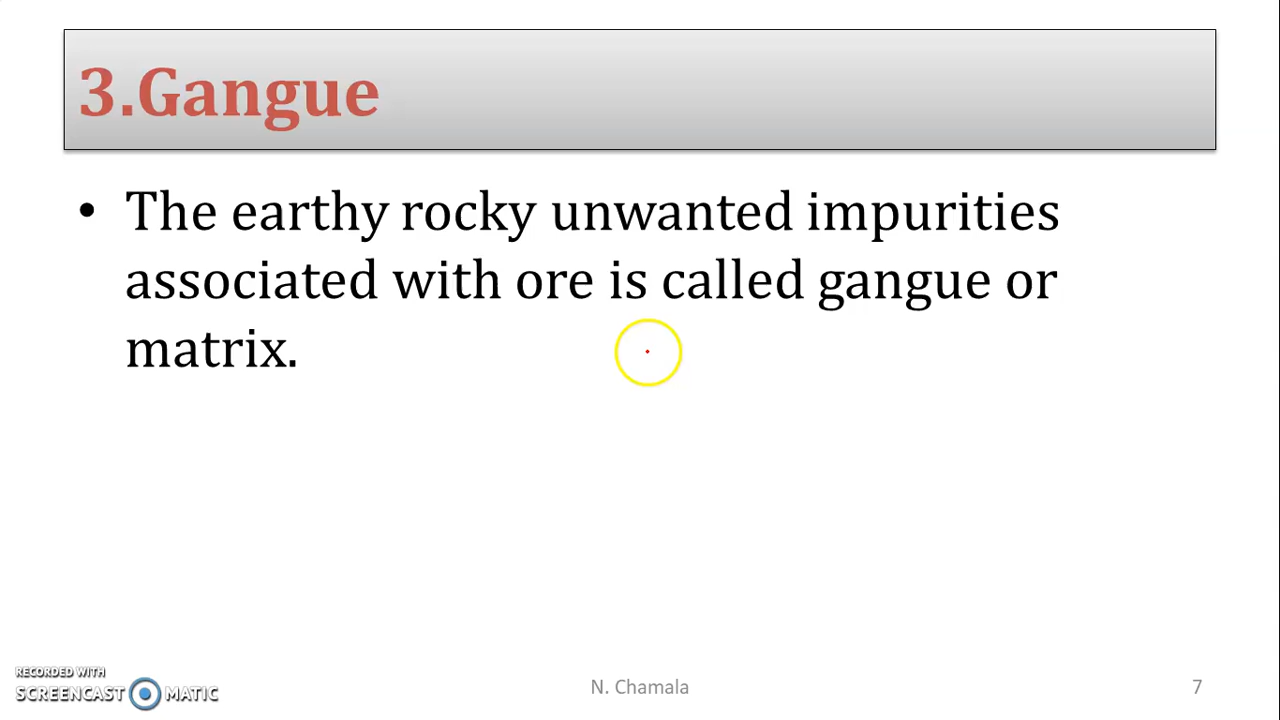 3.Gangue
• The earthy rocky unwanted impurities
associated with ore is called gangue or
matrix.
RECORDED WITH
SCREENCAST MATIC
N. Chamala
7